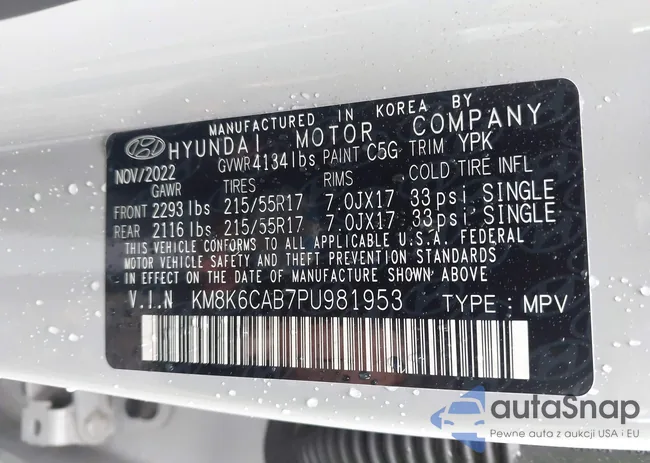 MANUFACTURED IN KOREA BY
HYUNDAI MOTOR COMPANY
NOV/2022 GVWR 4134 lbs PAINT C5G TRIM YPK
GAWR TIRES RIMS COLD TIRE INFL
FRONT 2293 lbs 215/55R17 7.0JX17 33 psi. SINGLE
REAR 2116 lbs 215/55R17 7.0JX17 33 psi. SINGLE
THIS VEHICLE CONFORMS TO ALL APPLICABLE U.S.A. FEDERAL
MOTOR VEHICLE SAFETY AND THEFT PREVENTION STANDARDS
IN EFFECT ON THE DATE OF MANUFACTURE SHOWN ABOVE.
V.I.N KM8K6CAB7PU981953 TYPE : MPV
autaSnap
Pewne auta z aukcji USA i EU